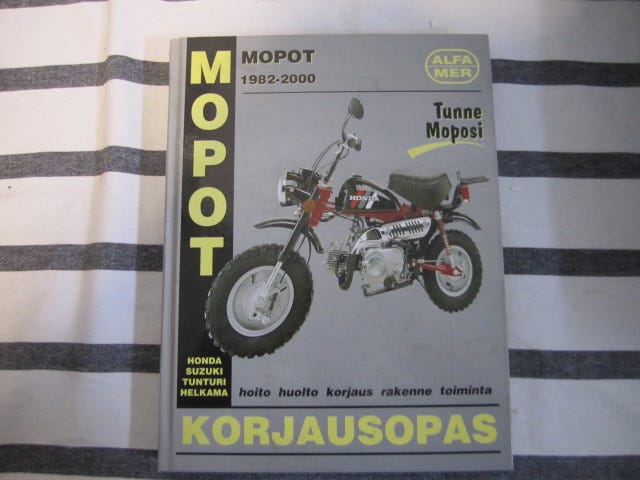 MOPOT
MOPOT
1982-2000
ALFA
MER
Tunne
Moposi
HONDA
HONDA
SUZUKI
TUNTURI
HELKAMA
hoito huolto korjaus rakenne toiminta
KORJAUSOPAS